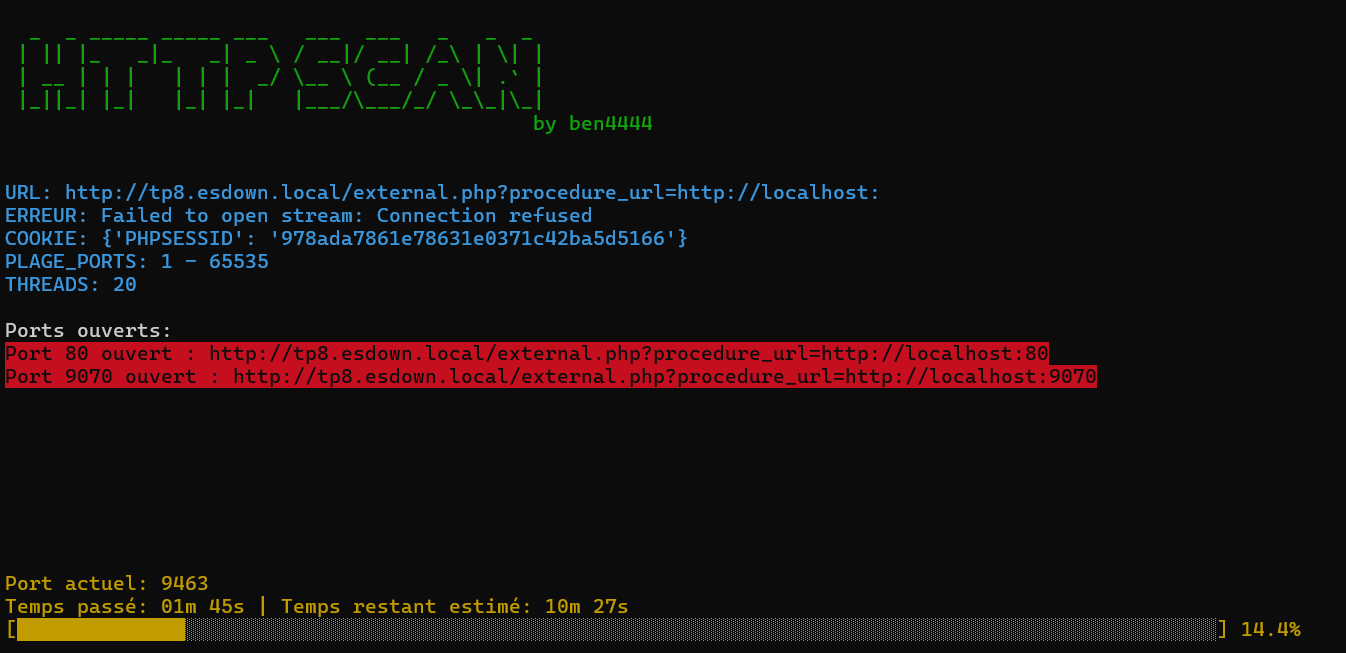 HTTPSCAN
by ben4444
URL: http://tp8.esdown.local/external.php?procedure_url=http://localhost:
ERREUR: Failed to open stream: Connection refused
COOKIE: {'PHPSESSID': '978ada7861e78631e0371c42ba5d5166'}
PLAGE_PORTS: 1 - 65535
THREADS: 20
Ports ouverts:
Port 80 ouvert : http://tp8.esdown.local/external.php?procedure_url=http://localhost:80
Port 9070 ouvert : http://tp8.esdown.local/external.php?procedure_url=http://localhost:9070
Port actuel: 9463
Temps passé: 01m 45s | Temps restant estimé: 10m 27s
[] 14.4%